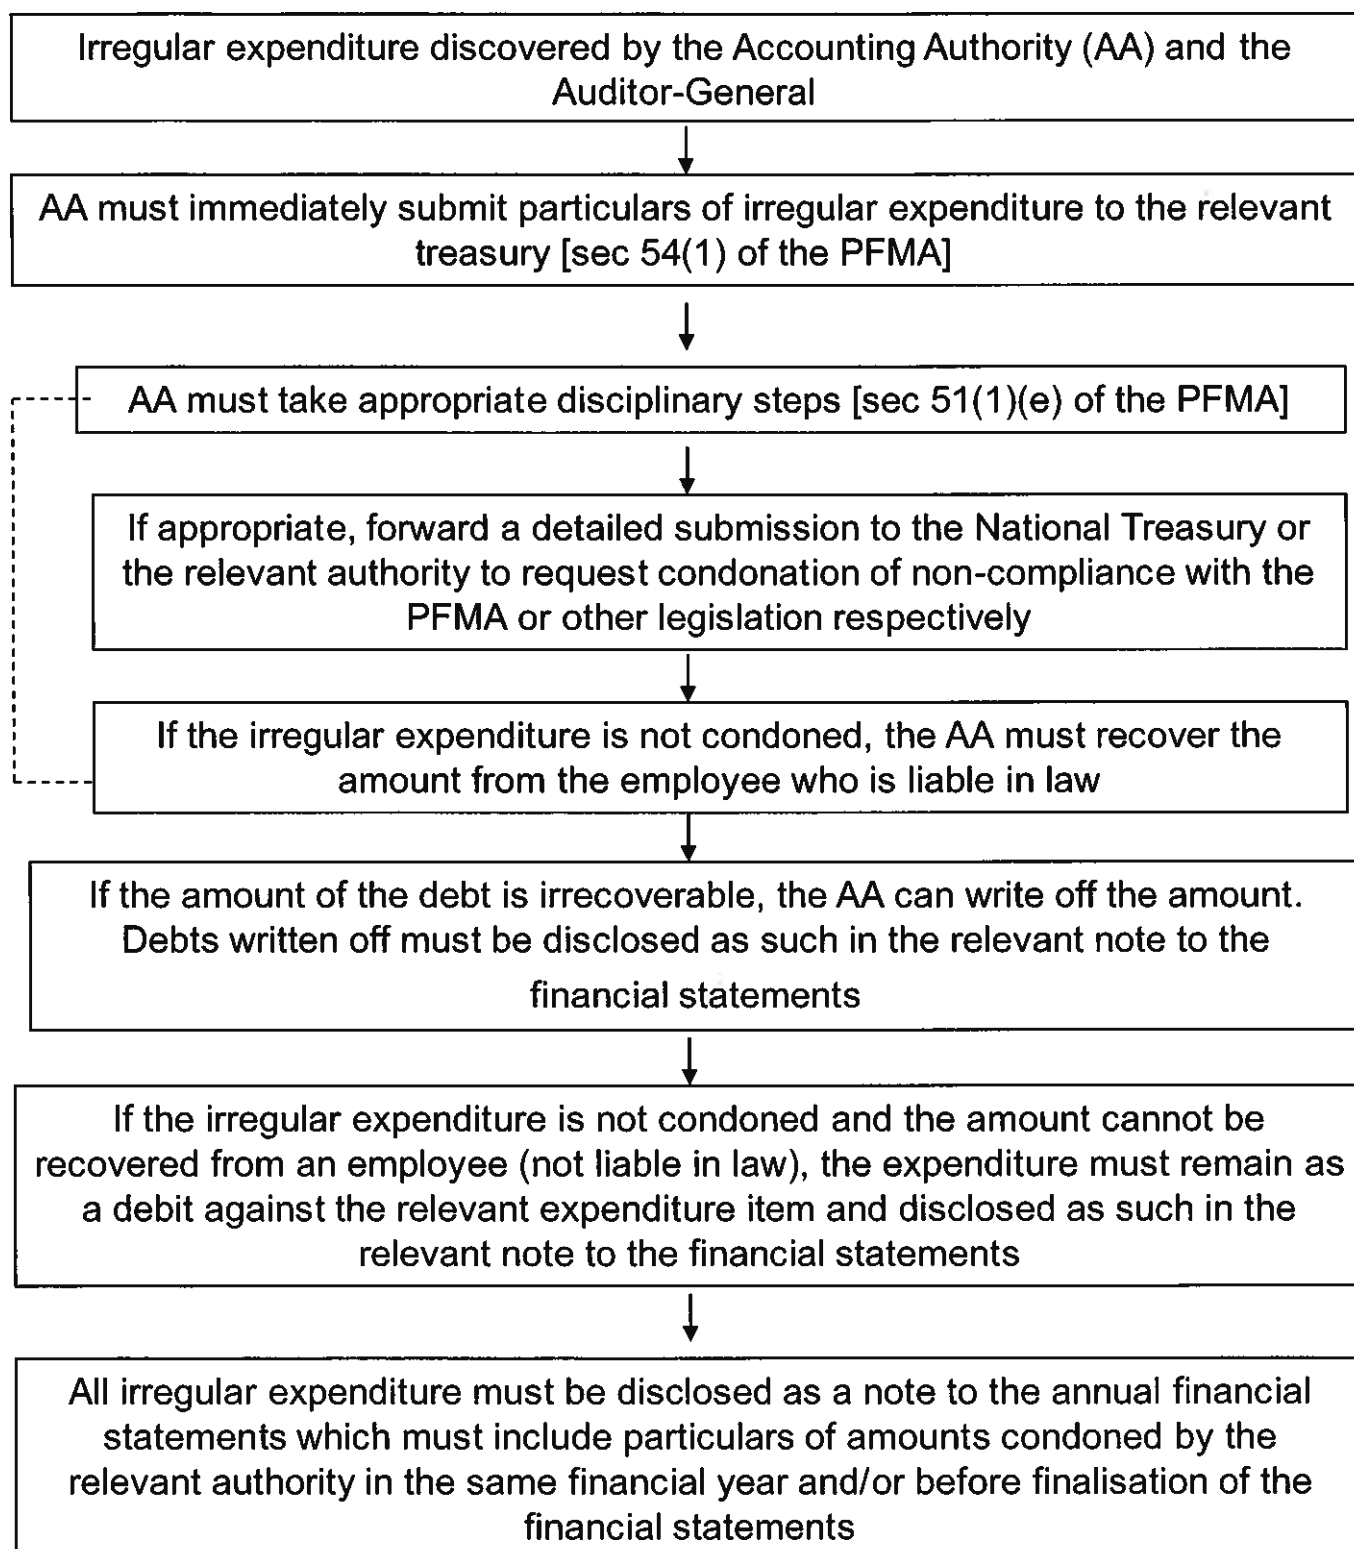 Irregular expenditure discovered by the Accounting Authority (AA) and the
Auditor-General
AA must immediately submit particulars of irregular expenditure to the relevant
treasury [sec 54(1) of the PFMA]
AA must take appropriate disciplinary steps [sec 51(1)(e) of the PFMA]
If appropriate, forward a detailed submission to the National Treasury or
the relevant authority to request condonation of non-compliance with the
PFMA or other legislation respectively
If the irregular expenditure is not condoned, the AA must recover the
amount from the employee who is liable in law
If the amount of the debt is irrecoverable, the AA can write off the amount.
Debts written off must be disclosed as such in the relevant note to the
financial statements
If the irregular expenditure is not condoned and the amount cannot be
recovered from an employee (not liable in law), the expenditure must remain as
a debit against the relevant expenditure item and disclosed as such in the
relevant note to the financial statements
All irregular expenditure must be disclosed as a note to the annual financial
statements which must include particulars of amounts condoned by the
relevant authority in the same financial year and/or before finalisation of the
financial statements